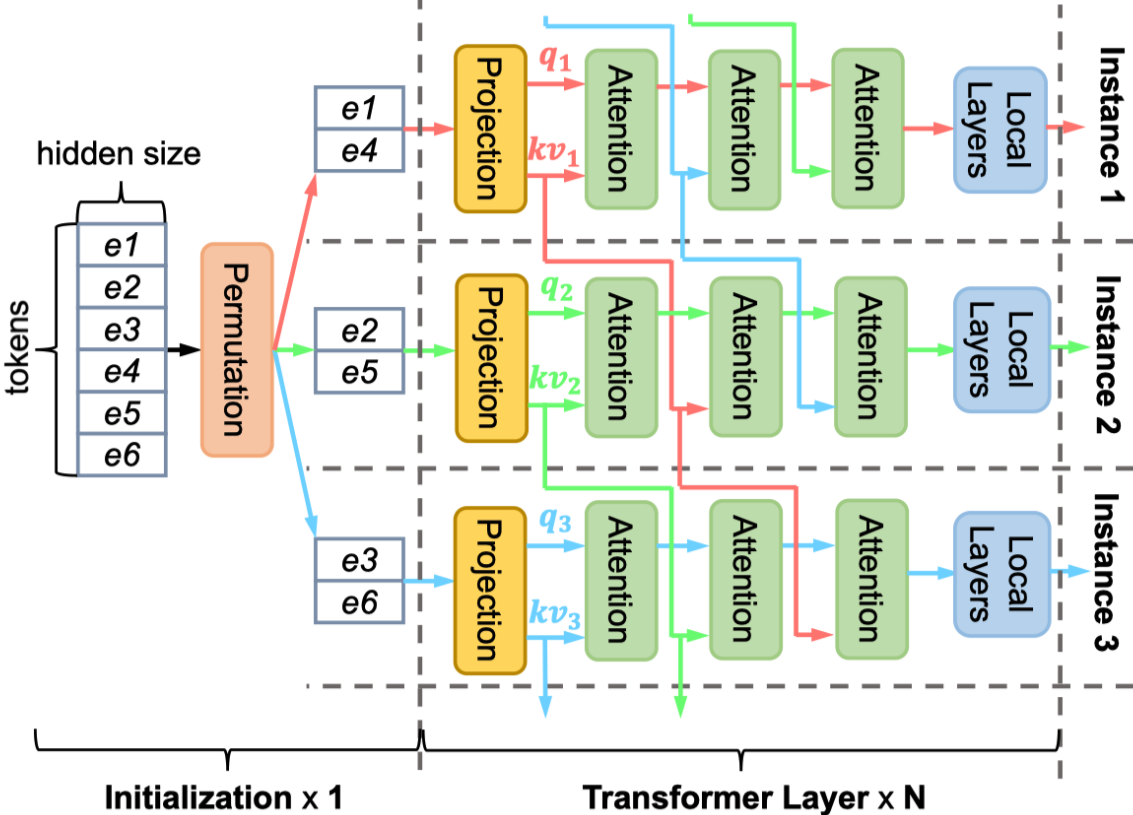 hidden size
tokens
e1
e2
e3
e4
e5
e6
Permutation
e1
e4
Projection
q1
kv1
Attention
Attention
Attention
Local
Layers
Instance 1
e2
e5
Projection
q2
kv2
Attention
Attention
Attention
Local
Layers
Instance 2
e3
e6
Projection
q3
kv3
Attention
Attention
Attention
Local
Layers
Instance 3
Initialization x 1
Transformer Layer x N